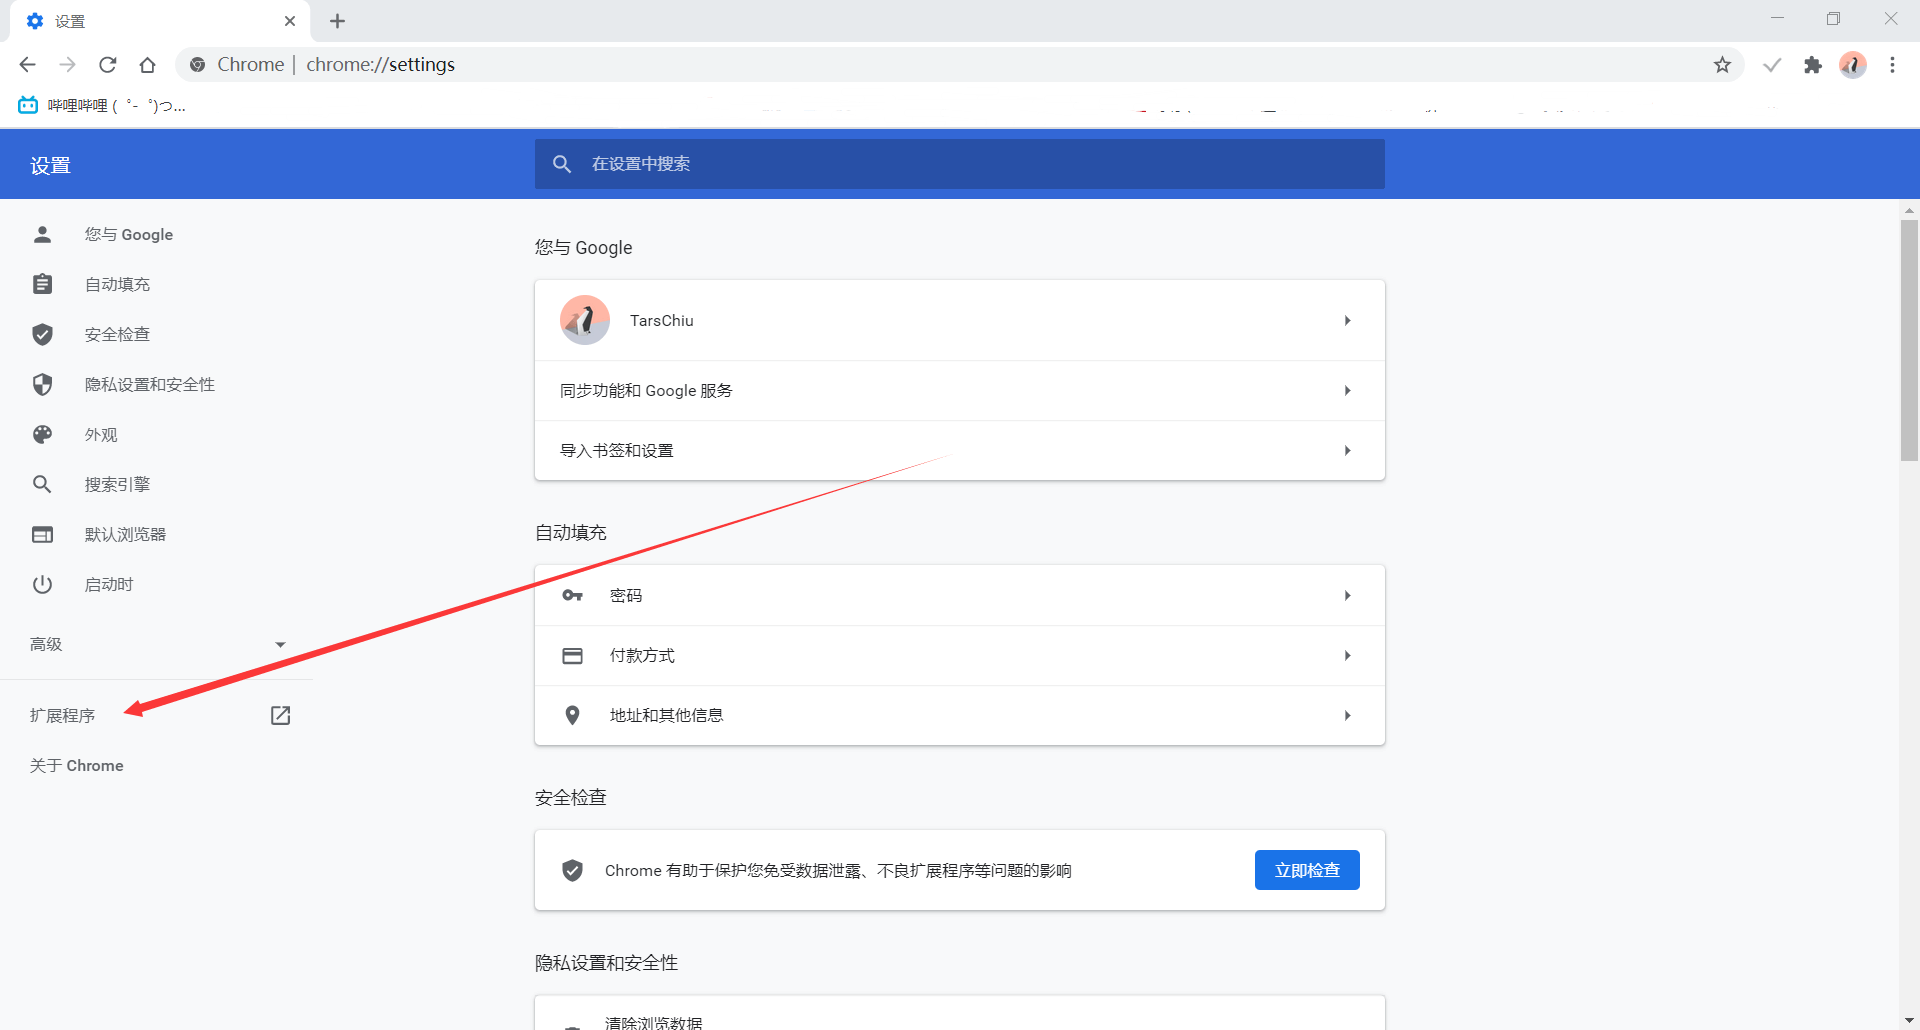 设置
Chrome | chrome://settings
哔哩哔哩 ( ゜- ゜)つ...
设置
在设置中搜索
您与 Google
自动填充
安全检查
隐私设置和安全性
外观
搜索引擎
默认浏览器
启动时
高级
扩展程序
关于 Chrome
您与 Google
TarsChiu
同步功能和 Google 服务
导入书签和设置
自动填充
密码
付款方式
地址和其他信息
安全检查
Chrome 有助于保护您免受数据泄露、不良扩展程序等问题的影响
立即检查
隐私设置和安全性
清除浏览数据